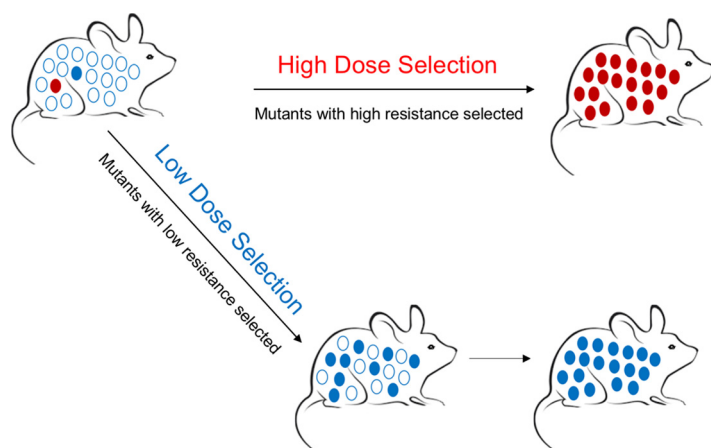 High Dose Selection
Mutants with high resistance selected
Low Dose Selection
Mutants with low resistance selected